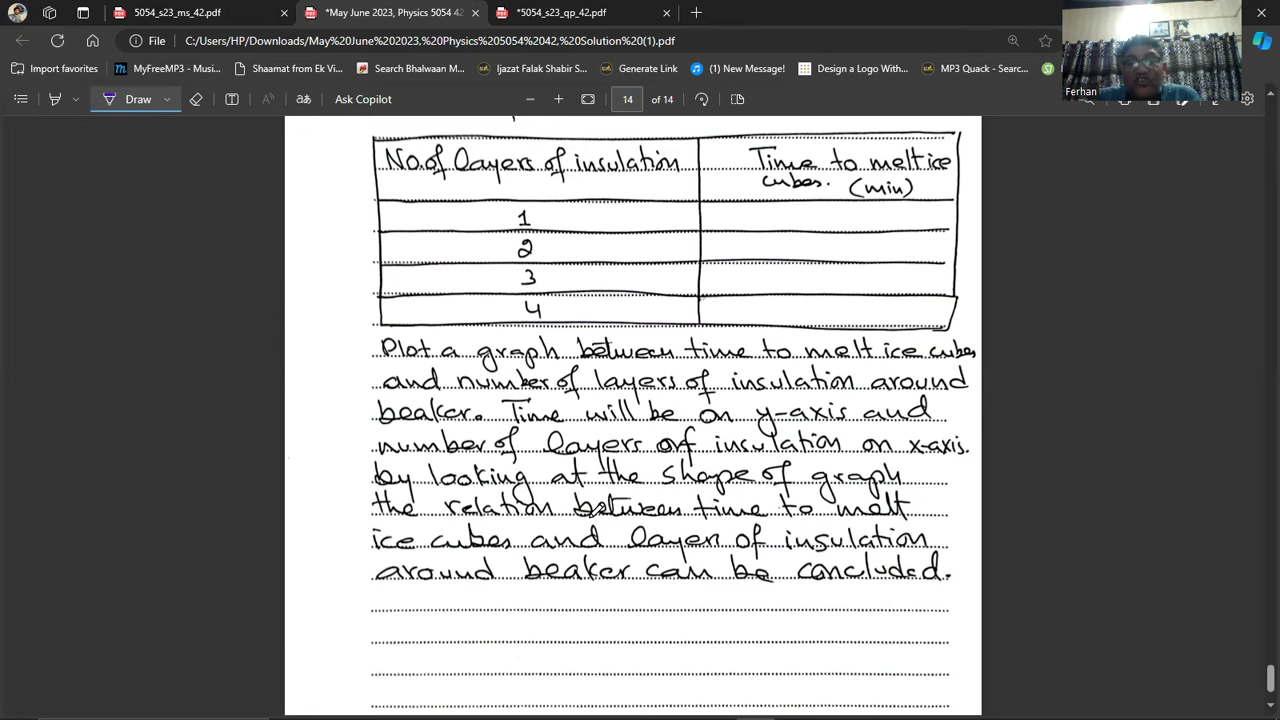 5054_s23_ms_42.pdf
*May June 2023, Physics 5054 42
*5054_s23_qp_42.pdf
File
C:/Users/HP/Downloads/May%20June%202023,%20Physics%205054%2042,%20Solution%20(1).pdf
Import favorites
MyFreeMP3 - Musi...
Shaamat from Ek Vi...
Search Bhalwaan M...
Ijazat Falak Shabir S...
Generate Link
(1) New Message!
Design a Logo With...
MP3 Quack - Searc...
Ferhan
Draw
Ask Copilot
14 of 14
No.of layers of insulation
Time to melt ice
cubes. (min)
1
2
3
4
Plot a graph between time to melt ice cubes
and number of layers of insulation around
beaker. Time will be on y-axis and
number of layers of insulation on x-axis.
by looking at the shape of graph
the relation between time to melt
ice cubes and layer of insulation
around beaker can be concluded.